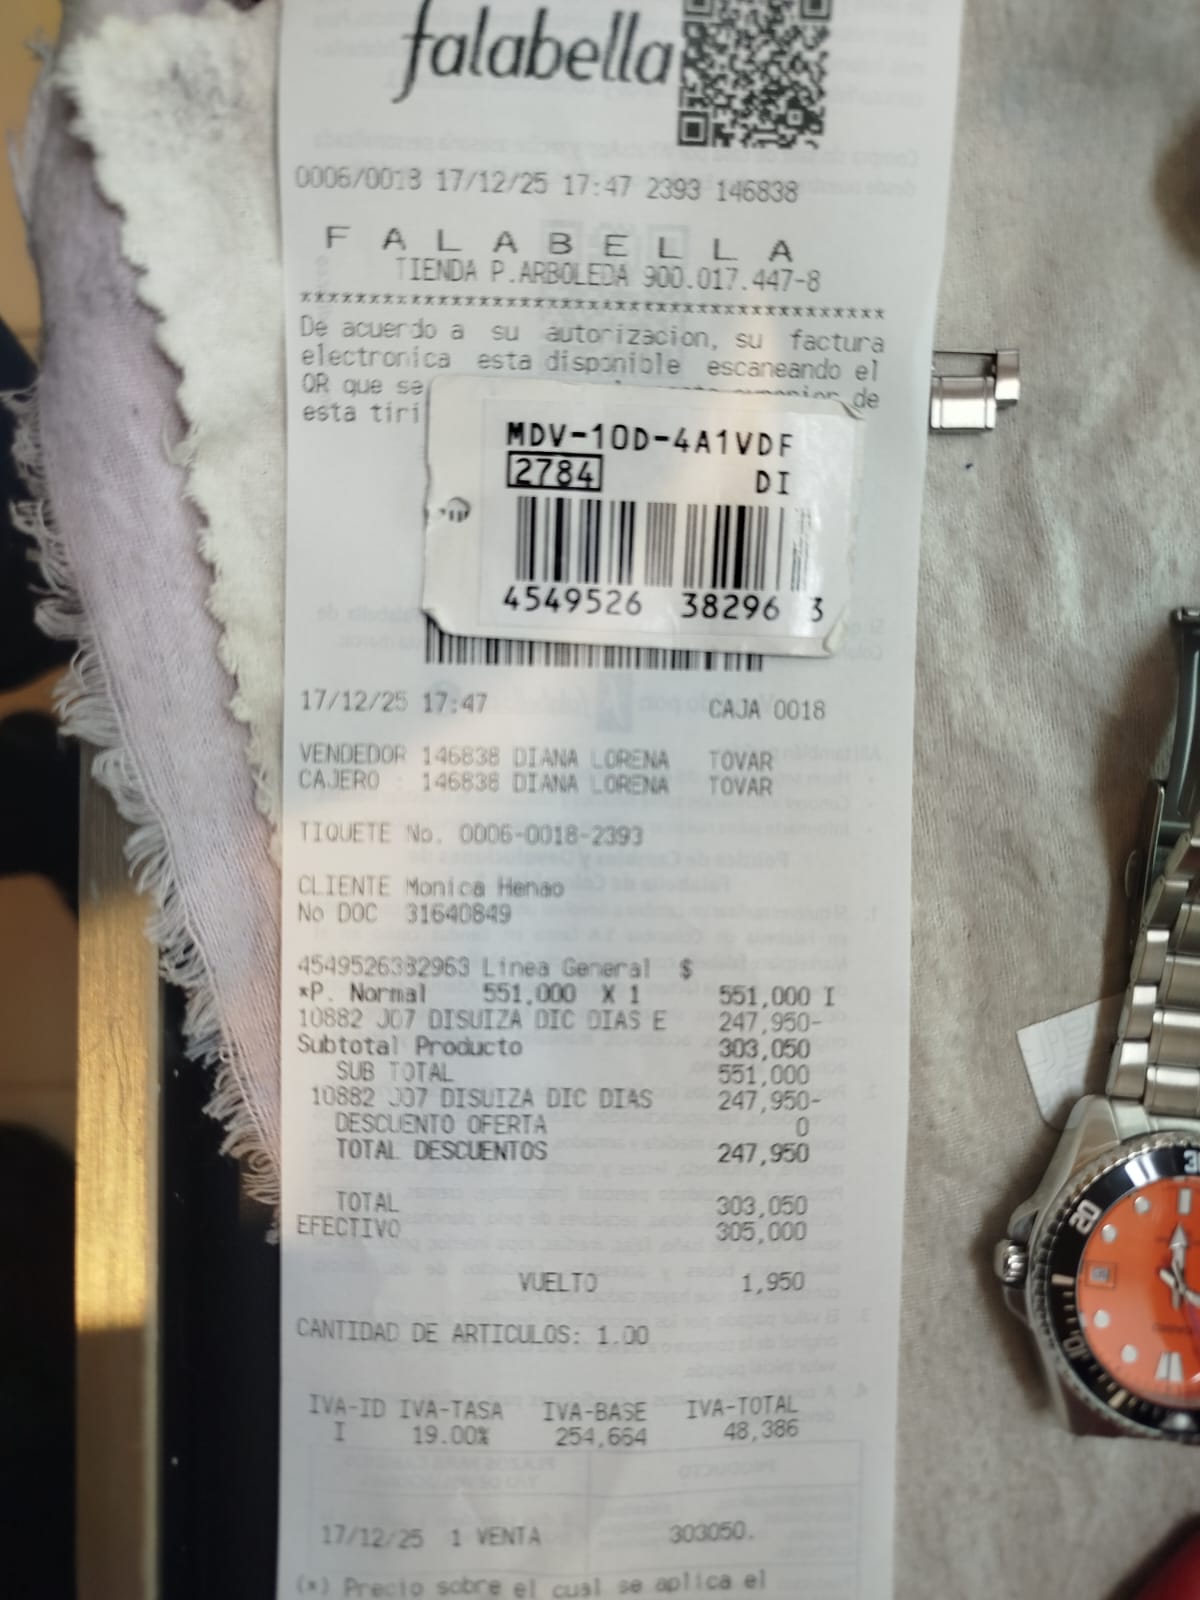 falabella
0006/0018 17/12/25 17:47 2393 146838
F A L A B E L L A
TIENDA P.ARBOLEDA 900.017.447-8
*******************************************
De acuerdo a su autorizacion, su factura
electronica esta disponible escaneando el
QR que se superior de
esta tiri
MDV-10D-4A1VDF
2784 DI
4549526 38296 3
17/12/25 17:47 CAJA 0018
VENDEDOR 146838 DIANA LORENA TOVAR
CAJERO : 146838 DIANA LORENA TOVAR
TIQUETE No. 0006-0018-2393
CLIENTE Monica Henao
No DOC 31640849
4549526382963 Linea General $
*P. Normal 551,000 X 1 551,000 I
10882 J07 DISUIZA DIC DIAS E 247,950-
Subtotal Producto 303,050
SUB TOTAL 551,000
10882 J07 DISUIZA DIC DIAS 247,950-
DESCUENTO OFERTA 0
TOTAL DESCUENTOS 247,950
TOTAL 303,050
EFECTIVO 305,000
VUELTO 1,950
CANTIDAD DE ARTICULOS: 1.00
IVA-ID IVA-TASA IVA-BASE IVA-TOTAL
I 19.00% 254,664 48,386
17/12/25 1 VENTA 303050.
(*) Precio sobre el cual se aplica el
20
10